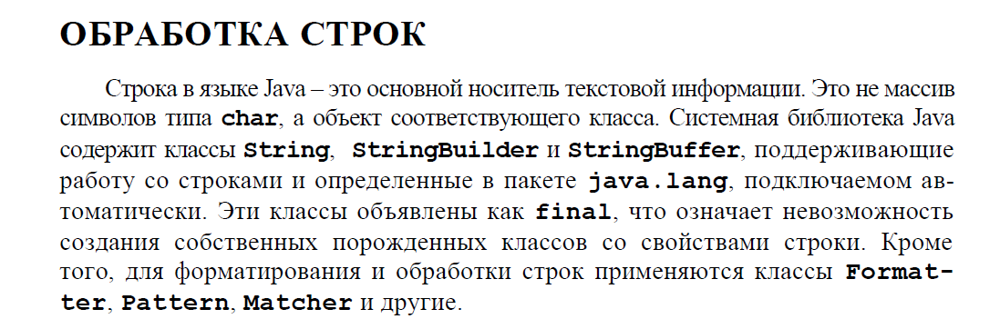 ОБРАБОТКА СТРОК
Строка в языке Java – это основной носитель текстовой информации. Это не массив
символов типа char, а объект соответствующего класса. Системная библиотека Java
содержит классы String, StringBuilder и StringBuffer, поддерживающие
работу со строками и определенные в пакете java.lang, подключаемом ав-
томатически. Эти классы объявлены как final, что означает невозможность
создания собственных порожденных классов со свойствами строки. Кроме
того, для форматирования и обработки строк применяются классы Format-
ter, Pattern, Matcher и другие.